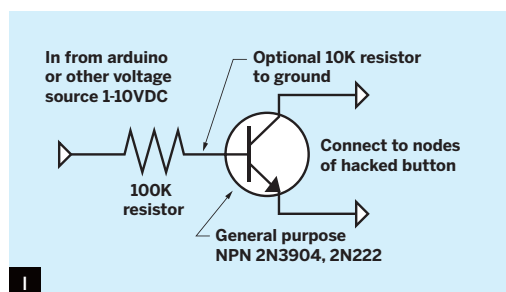 In from arduino
or other voltage
source 1-10VDC
Optional 10K resistor
to ground
Connect to nodes
of hacked button
100K
resistor
General purpose
NPN 2N3904, 2N222
I